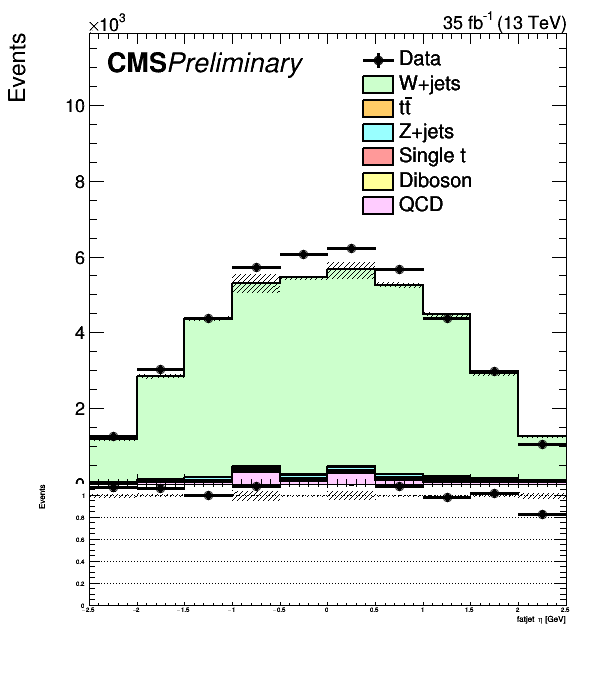 ×10³
35 fb⁻¹ (13 TeV)
Events
CMS Preliminary
Data
W+jets
tt̄
Z+jets
Single t
Diboson
QCD
10
8
6
4
2
0
Events
1
0.8
0.6
0.4
0.2
0
-2.5 -2 -1.5 -1 -0.5 0 0.5 1 1.5 2 2.5
fatjet η [GeV]